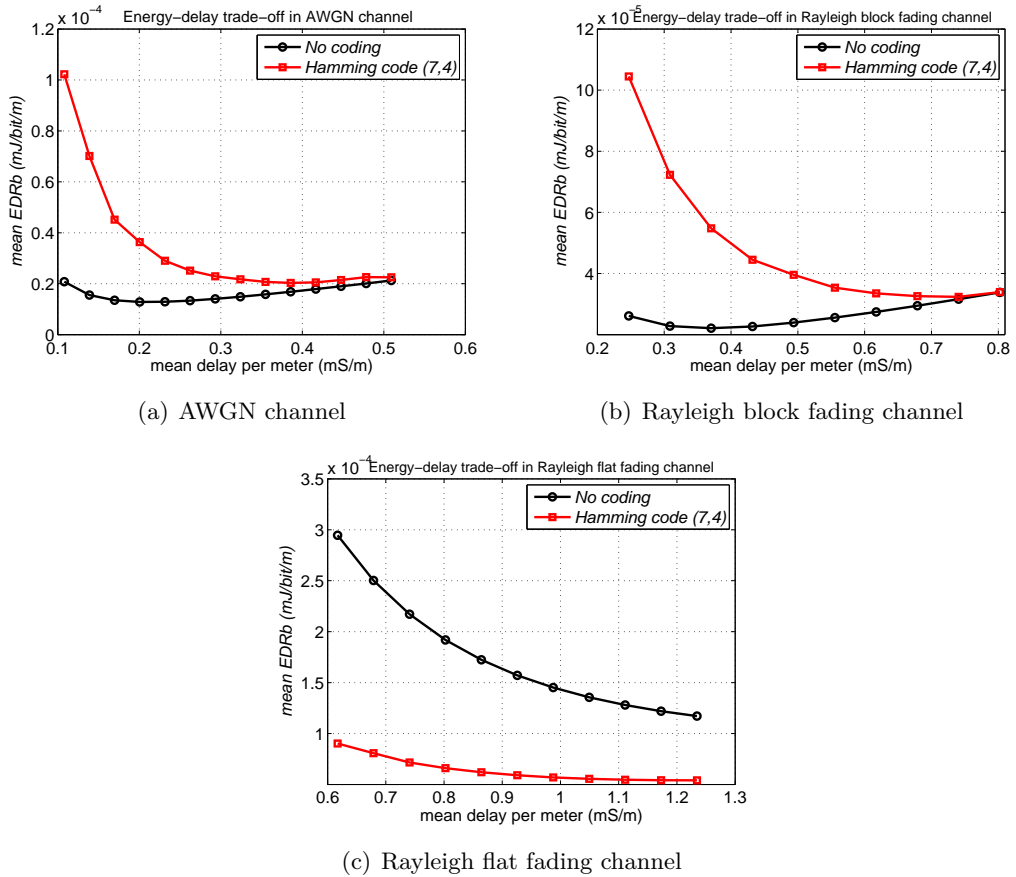 x 10⁻⁴
Energy−delay trade−off in AWGN channel
No coding
Hamming code (7,4)
mean EDRb (mJ/bit/m)
1.2
1
0.8
0.6
0.4
0.2
0
0.1 0.2 0.3 0.4 0.5 0.6
mean delay per meter (mS/m)
(a) AWGN channel
x 10⁻⁵
Energy−delay trade−off in Rayleigh block fading channel
No coding
Hamming code (7,4)
mean EDRb (mJ/bit/m)
12
10
8
6
4
0.2 0.3 0.4 0.5 0.6 0.7 0.8
mean delay per meter (mS/m)
(b) Rayleigh block fading channel
x 10⁻⁴
Energy−delay trade−off in Rayleigh flat fading channel
No coding
Hamming code (7,4)
mean EDRb (mJ/bit/m)
3.5
3
2.5
2
1.5
1
0.6 0.7 0.8 0.9 1 1.1 1.2 1.3
mean delay per meter (mS/m)
(c) Rayleigh flat fading channel